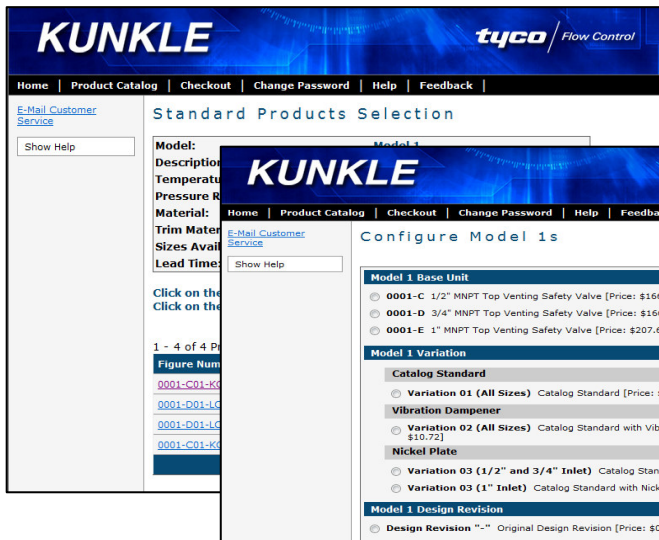 KUNKLE
tyco / Flow Control
Home | Product Catalog | Checkout | Change Password | Help | Feedback |
E-Mail Customer
Service
Show Help
Standard Products Selection
Model: Model 1
Description
Temperatu
Pressure R
Material:
Trim Mater
Sizes Avail
Lead Time:
Click on the
Click on the
1 - 4 of 4 Pr
Figure Num
0001-C01-KC
0001-D01-LC
0001-D01-LC
0001-C01-KC
KUNKLE
Home | Product Catalog | Checkout | Change Password | Help | Feedba
E-Mail Customer
Service
Show Help
Configure Model 1s
Model 1 Base Unit
0001-C 1/2" MNPT Top Venting Safety Valve [Price: $16
0001-D 3/4" MNPT Top Venting Safety Valve [Price: $16
0001-E 1" MNPT Top Venting Safety Valve [Price: $207.
Model 1 Variation
Catalog Standard
Variation 01 (All Sizes) Catalog Standard [Price:
Vibration Dampener
Variation 02 (All Sizes) Catalog Standard with Vib
$10.72]
Nickel Plate
Variation 03 (1/2" and 3/4" Inlet) Catalog Stan
Variation 03 (1" Inlet) Catalog Standard with Nick
Model 1 Design Revision
Design Revision "-" Original Design Revision [Price: $0